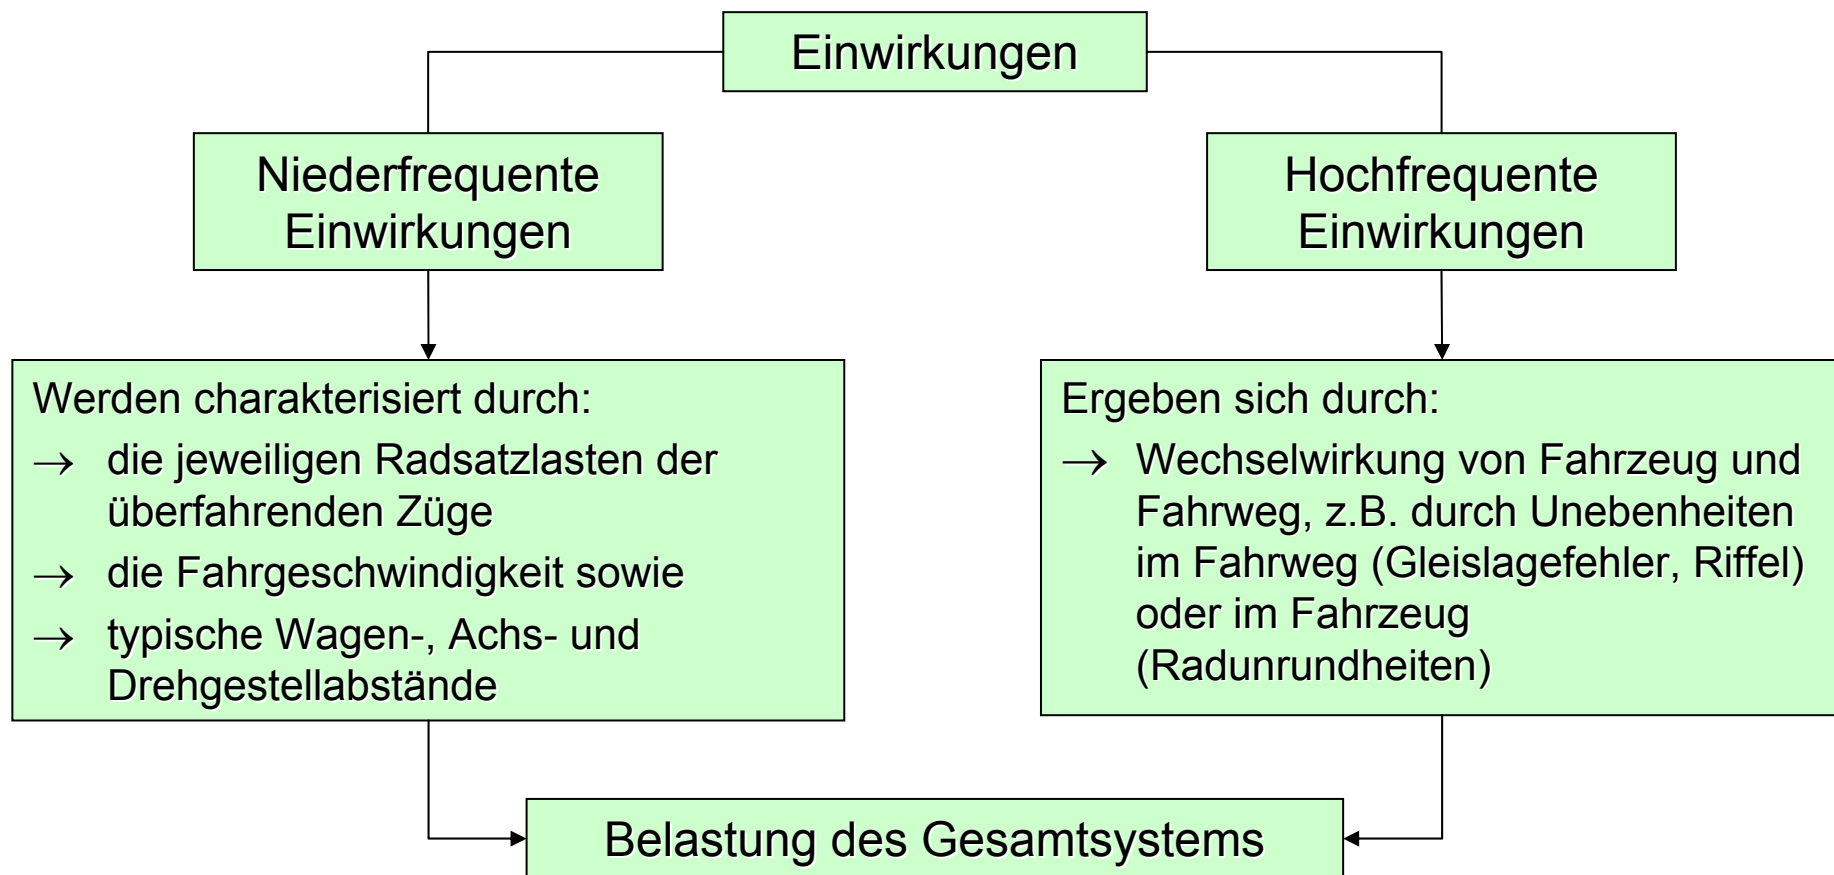 Einwirkungen
Niederfrequente
Einwirkungen
Hochfrequente
Einwirkungen
Werden charakterisiert durch:
→ die jeweiligen Radsatzlasten der
überfahrenden Züge
→ die Fahrgeschwindigkeit sowie
→ typische Wagen-, Achs- und
Drehgestellabstände
Ergeben sich durch:
→ Wechselwirkung von Fahrzeug und
Fahrweg, z.B. durch Unebenheiten
im Fahrweg (Gleislagefehler, Riffel)
oder im Fahrzeug
(Radunrundheiten)
Belastung des Gesamtsystems